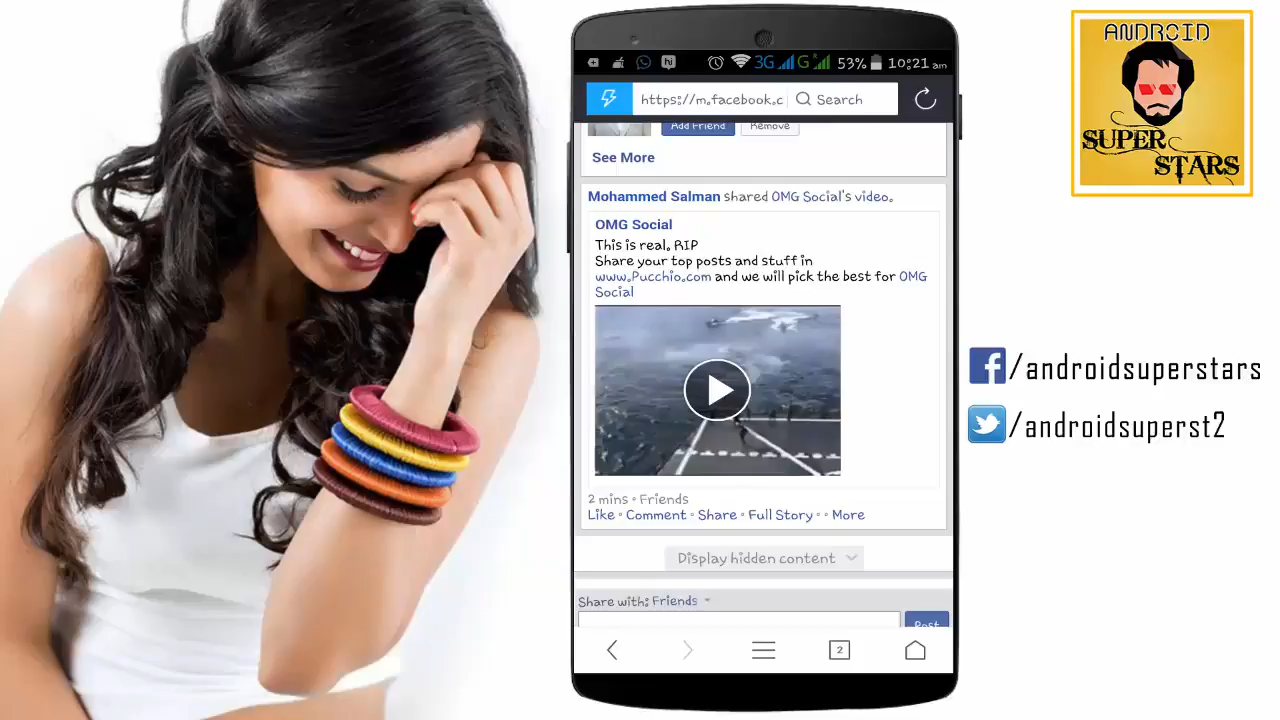 ANDROID
SUPER
STARS
hi
3G G 53% 10:21 am
https://m.facebook.c Search
Add Friend Remove
See More
Mohammed Salman shared OMG Social's video.
OMG Social
This is real. RIP
Share your top posts and stuff in
www.Pucchio.com and we will pick the best for OMG
Social
2 mins · Friends
Like · Comment · Share · Full Story · · More
Display hidden content
Share with: Friends
Post
2
/androidsuperstars
/androidsuperst2